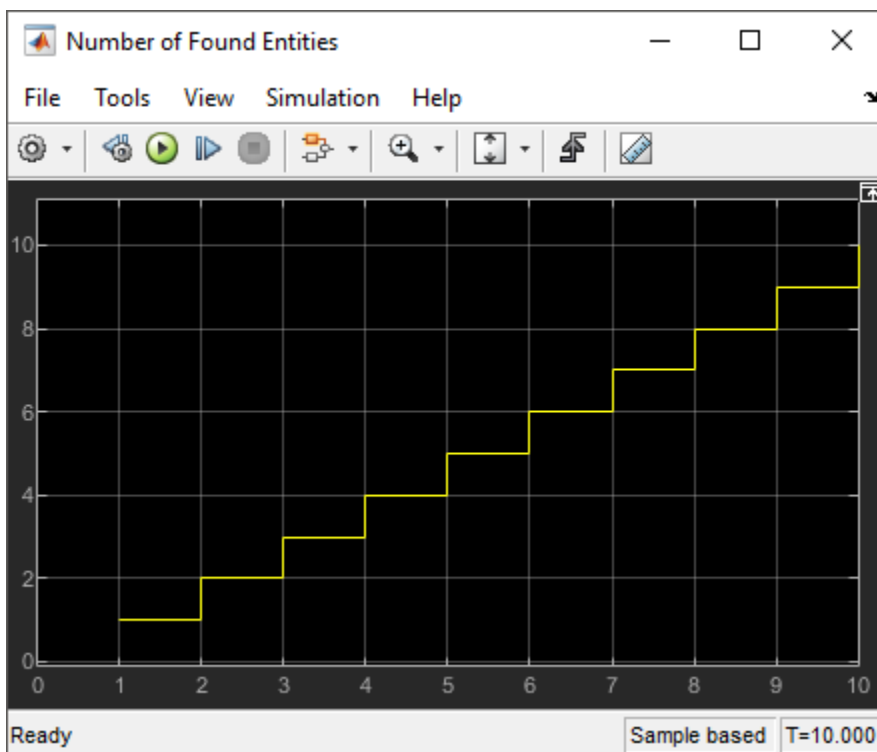 Number of Found Entities
File Tools View Simulation Help
10
8
6
4
2
0
0 1 2 3 4 5 6 7 8 9 10
Ready Sample based T=10.000